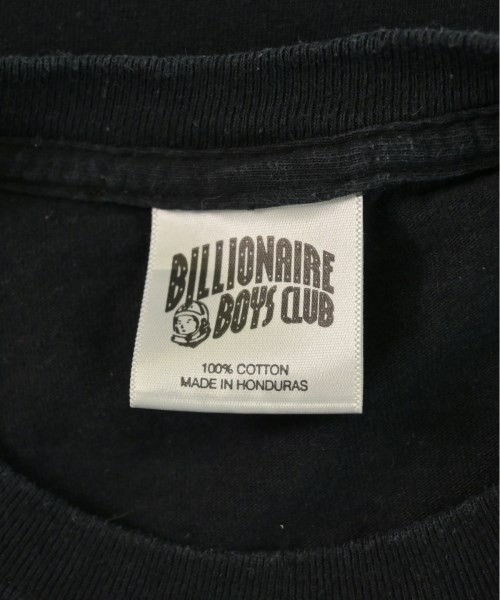 BILLIONAIRE
BOYS CLUB
100% COTTON
MADE IN HONDURAS